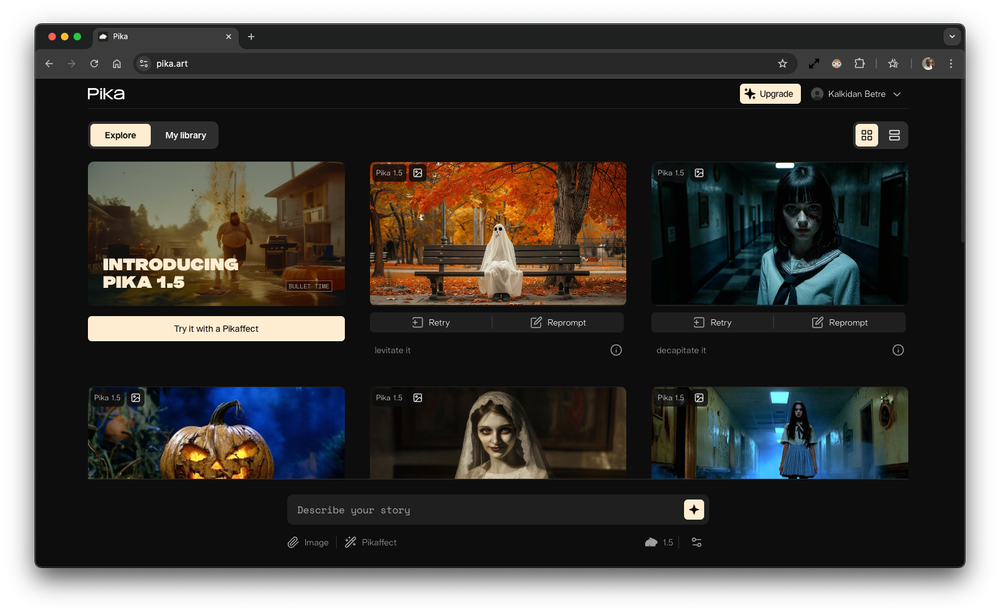 Pika
pika.art
Pika
Upgrade
Kalkidan Betre
Explore
My library
INTRODUCING
PIKA 1.5
BULLET TIME
Try it with a Pikaffect
Pika 1.5
Retry
Reprompt
levitate it
Pika 1.5
Retry
Reprompt
decapitate it
Pika 1.5
Pika 1.5
Pika 1.5
Describe your story
Image
Pikaffect
1.5